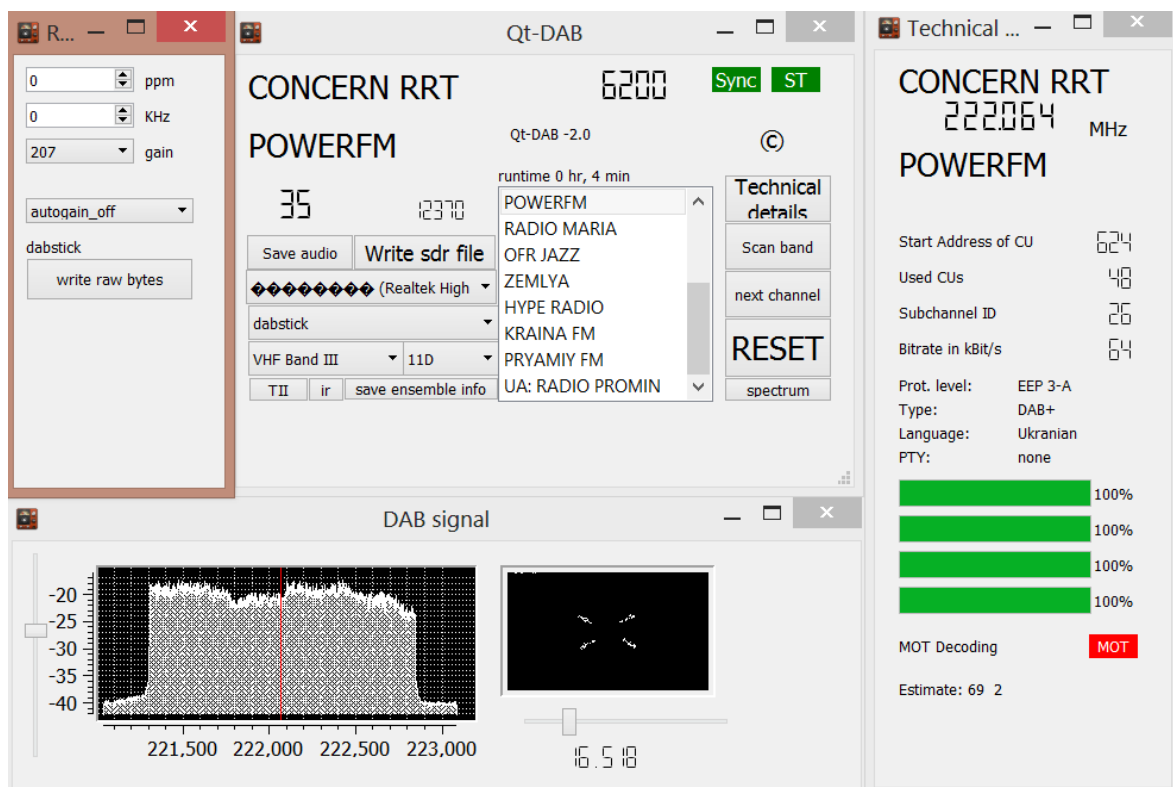 R...
0 ppm
0 KHz
207 gain
autogain_off
dabstick
write raw bytes
Qt-DAB
CONCERN RRT
6200
Sync ST
POWERFM
Qt-DAB -2.0
©
runtime 0 hr, 4 min
35
12370
Save audio Write sdr file
(Realtek High
dabstick
VHF Band III 11D
TII ir save ensemble info
POWERFM
RADIO MARIA
OFR JAZZ
ZEMLYA
HYPE RADIO
KRAINA FM
PRYAMIY FM
UA: RADIO PROMIN
Technical
details
Scan band
next channel
RESET
spectrum
Technical ...
CONCERN RRT
222.064 MHz
POWERFM
Start Address of CU 624
Used CUs 48
Subchannel ID 26
Bitrate in kBit/s 64
Prot. level: EEP 3-A
Type: DAB+
Language: Ukranian
PTY: none
100%
100%
100%
100%
MOT Decoding MOT
Estimate: 69 2
DAB signal
-20
-25
-30
-35
-40
221,500 222,000 222,500 223,000
16.518